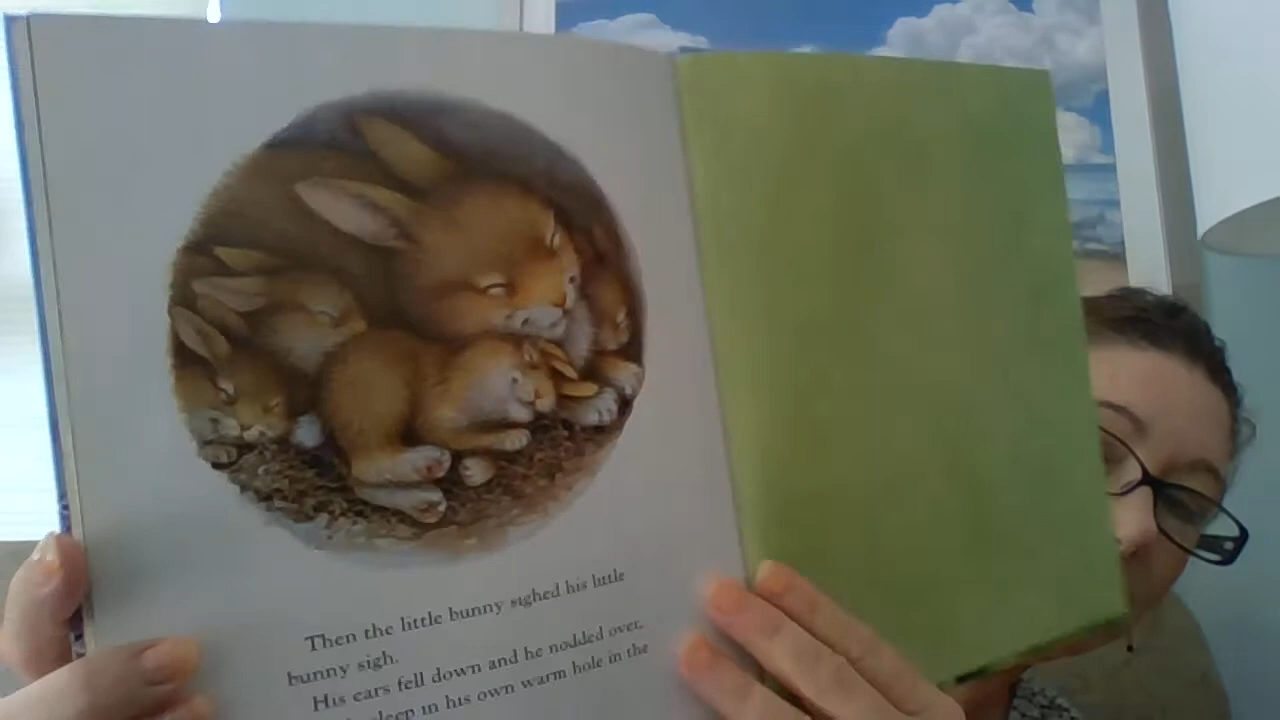 Then the little bunny sighed his little
bunny sigh.
His ears fell down and he nodded over,
sleep in his own warm hole in the